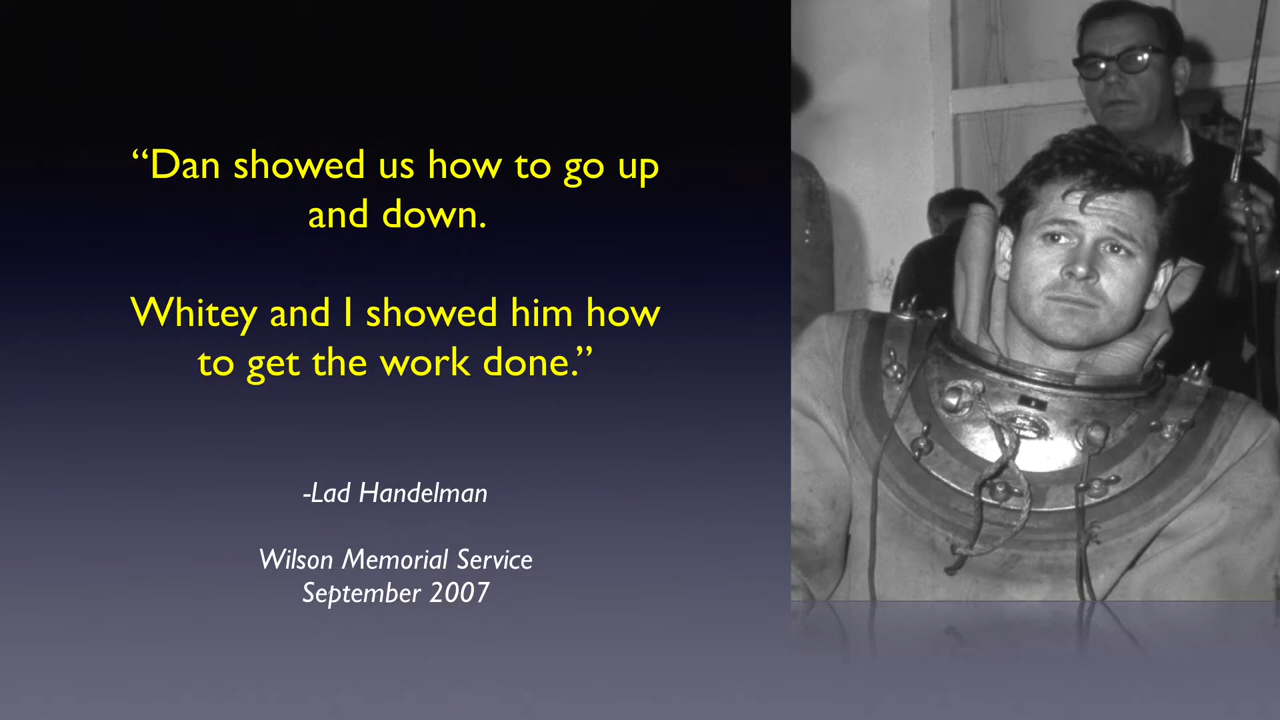 “Dan showed us how to go up
and down.
Whitey and I showed him how
to get the work done.”
-Lad Handelman
Wilson Memorial Service
September 2007